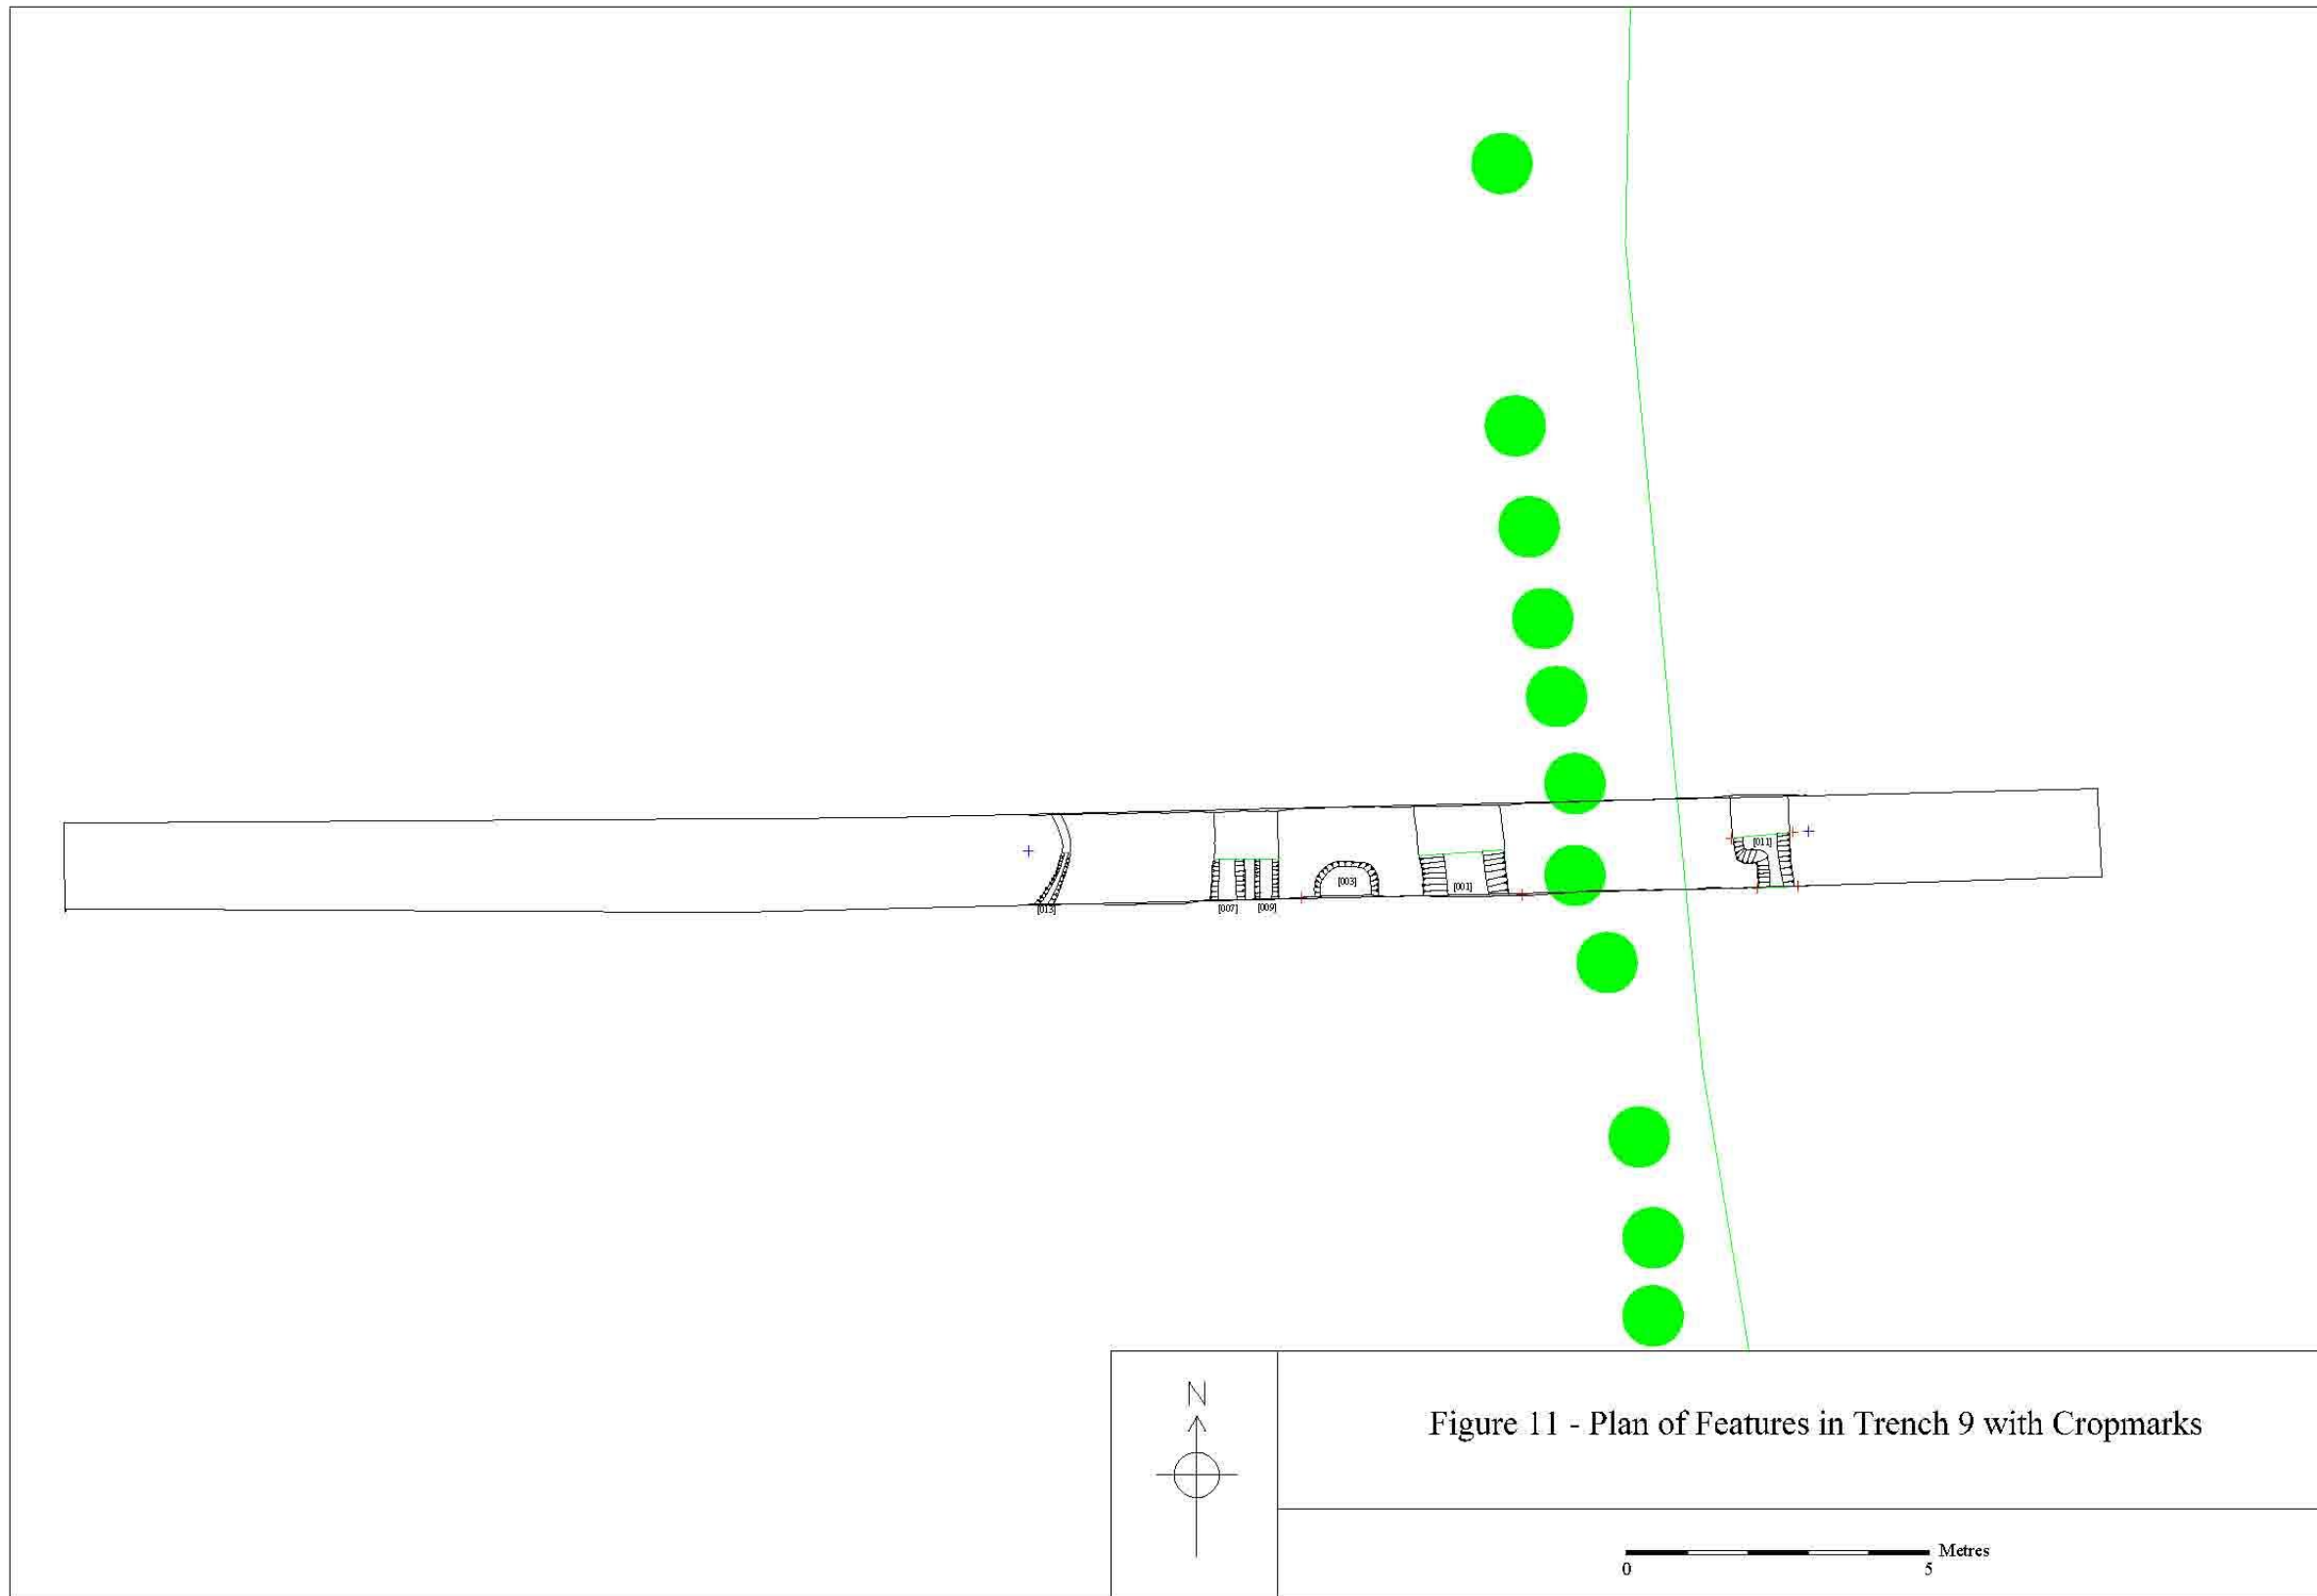 [011]
[003]
[001]
[013]
[007] [009]
N
Figure 11 - Plan of Features in Trench 9 with Cropmarks
Metres
0 5